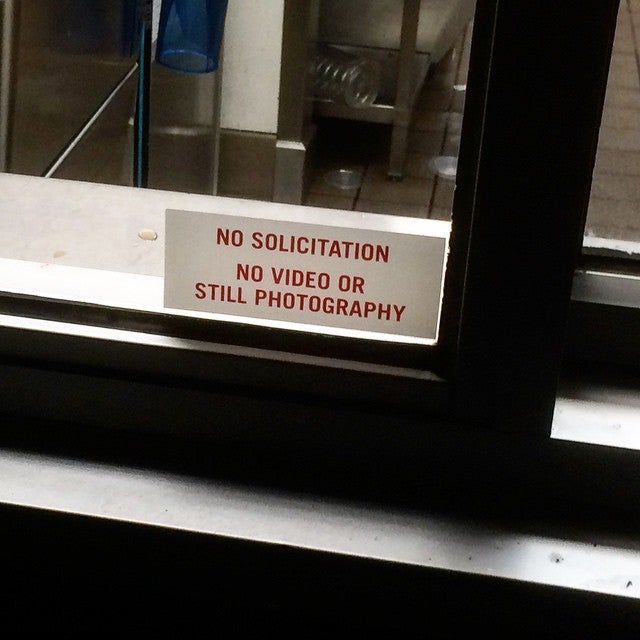 NO SOLICITATION
NO VIDEO OR
STILL PHOTOGRAPHY